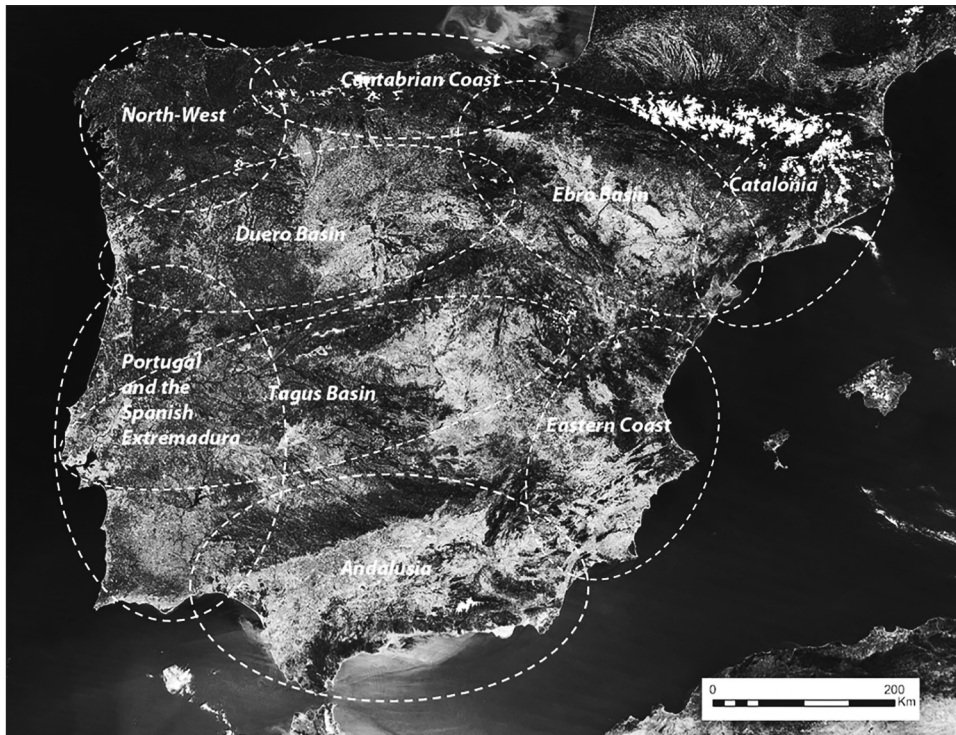 Cantabrian Coast
North-West
Catalonia
Ebro Basin
Duero Basin
Portugal
and the
Spanish
Extremadura
Tagus Basin
Eastern Coast
Andalusia
0 200
Km